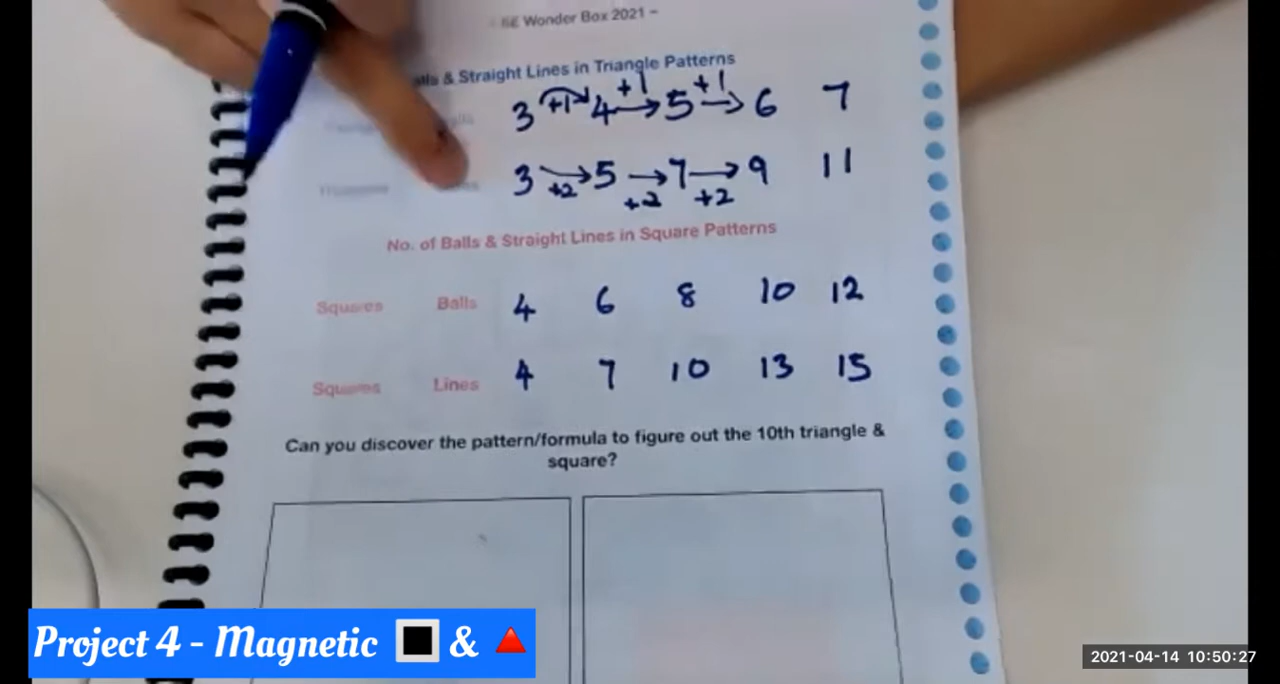 Wonder Box 2021 -
& Straight Lines in Triangle Patterns
3 +1 4 +1 5 +1 6 7
3 +2 5 +2 7 +2 9 11
No. of Balls & Straight Lines in Square Patterns
Squares Balls 4 6 8 10 12
Squares Lines 4 7 10 13 15
Can you discover the pattern/formula to figure out the 10th triangle &
square?
Project 4 - Magnetic &
2021-04-14 10:50:27